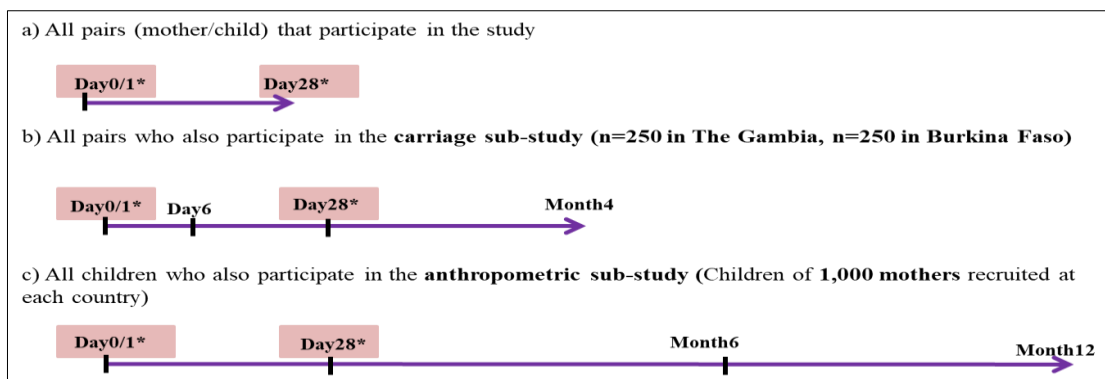 a) All pairs (mother/child) that participate in the study
Day0/1* Day28*
b) All pairs who also participate in the carriage sub-study (n=250 in The Gambia, n=250 in Burkina Faso)
Day0/1* Day6 Day28* Month4
c) All children who also participate in the anthropometric sub-study (Children of 1,000 mothers recruited at
each country)
Day0/1* Day28* Month6 Month12